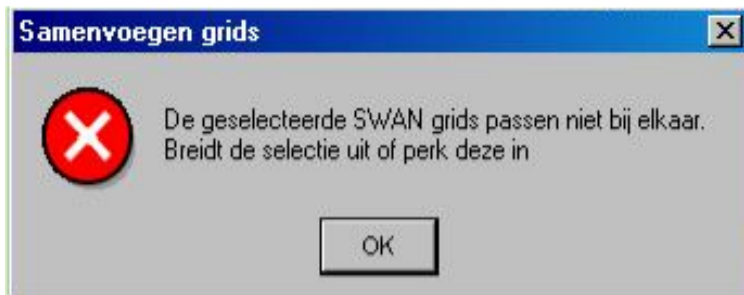 Samenvoegen grids
De geselecteerde SWAN grids passen niet bij elkaar.
Breidt de selectie uit of perk deze in
OK